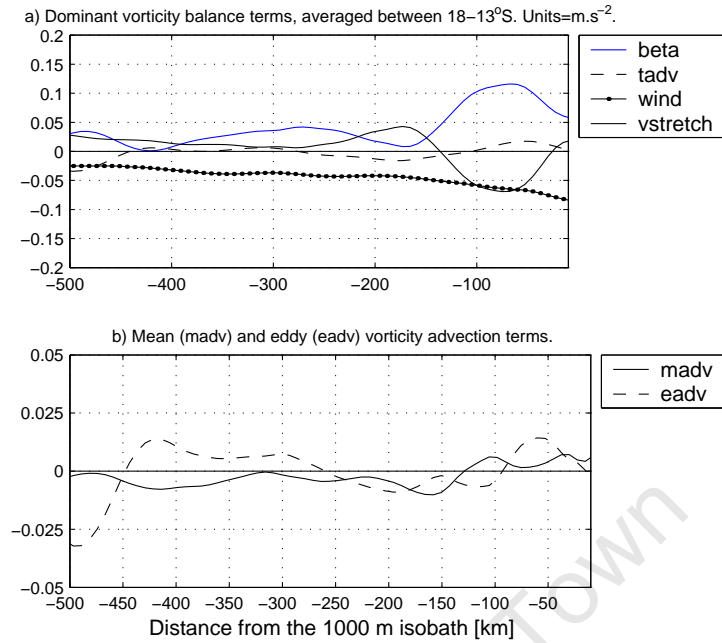 a) Dominant vorticity balance terms, averaged between 18−13°S. Units=m.s⁻².
0.2
0.15
0.1
0.05
0
−0.05
−0.1
−0.15
−0.2
−500
−400
−300
−200
−100
beta
tadv
wind
vstretch
b) Mean (madv) and eddy (eadv) vorticity advection terms.
0.05
0.025
0
−0.025
−0.05
−500
−450
−400
−350
−300
−250
−200
−150
−100
−50
madv
eadv
Distance from the 1000 m isobath [km]
Town